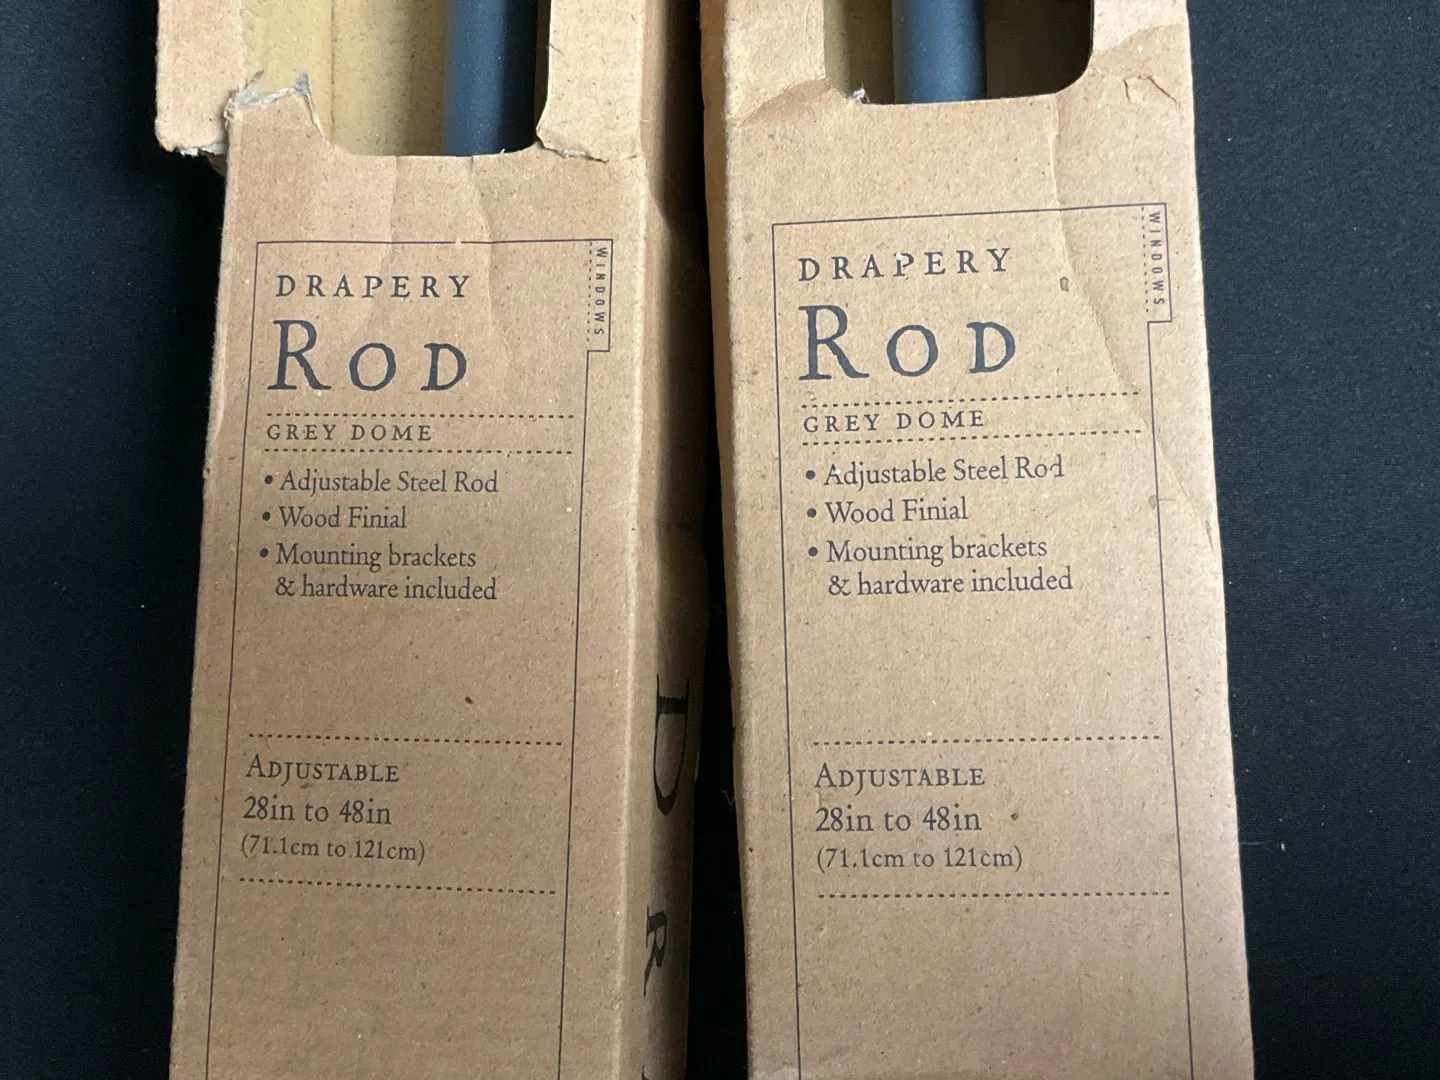 DRAPERY
ROD
WINDOWS
GREY DOME
• Adjustable Steel Rod
• Wood Finial
• Mounting brackets
& hardware included
ADJUSTABLE
28in to 48in
(71.1cm to 121cm)
D R
DRAPERY
ROD
WINDOWS
GREY DOME
• Adjustable Steel Rod
• Wood Finial
• Mounting brackets
& hardware included
ADJUSTABLE
28in to 48in
(71.1cm to 121cm)